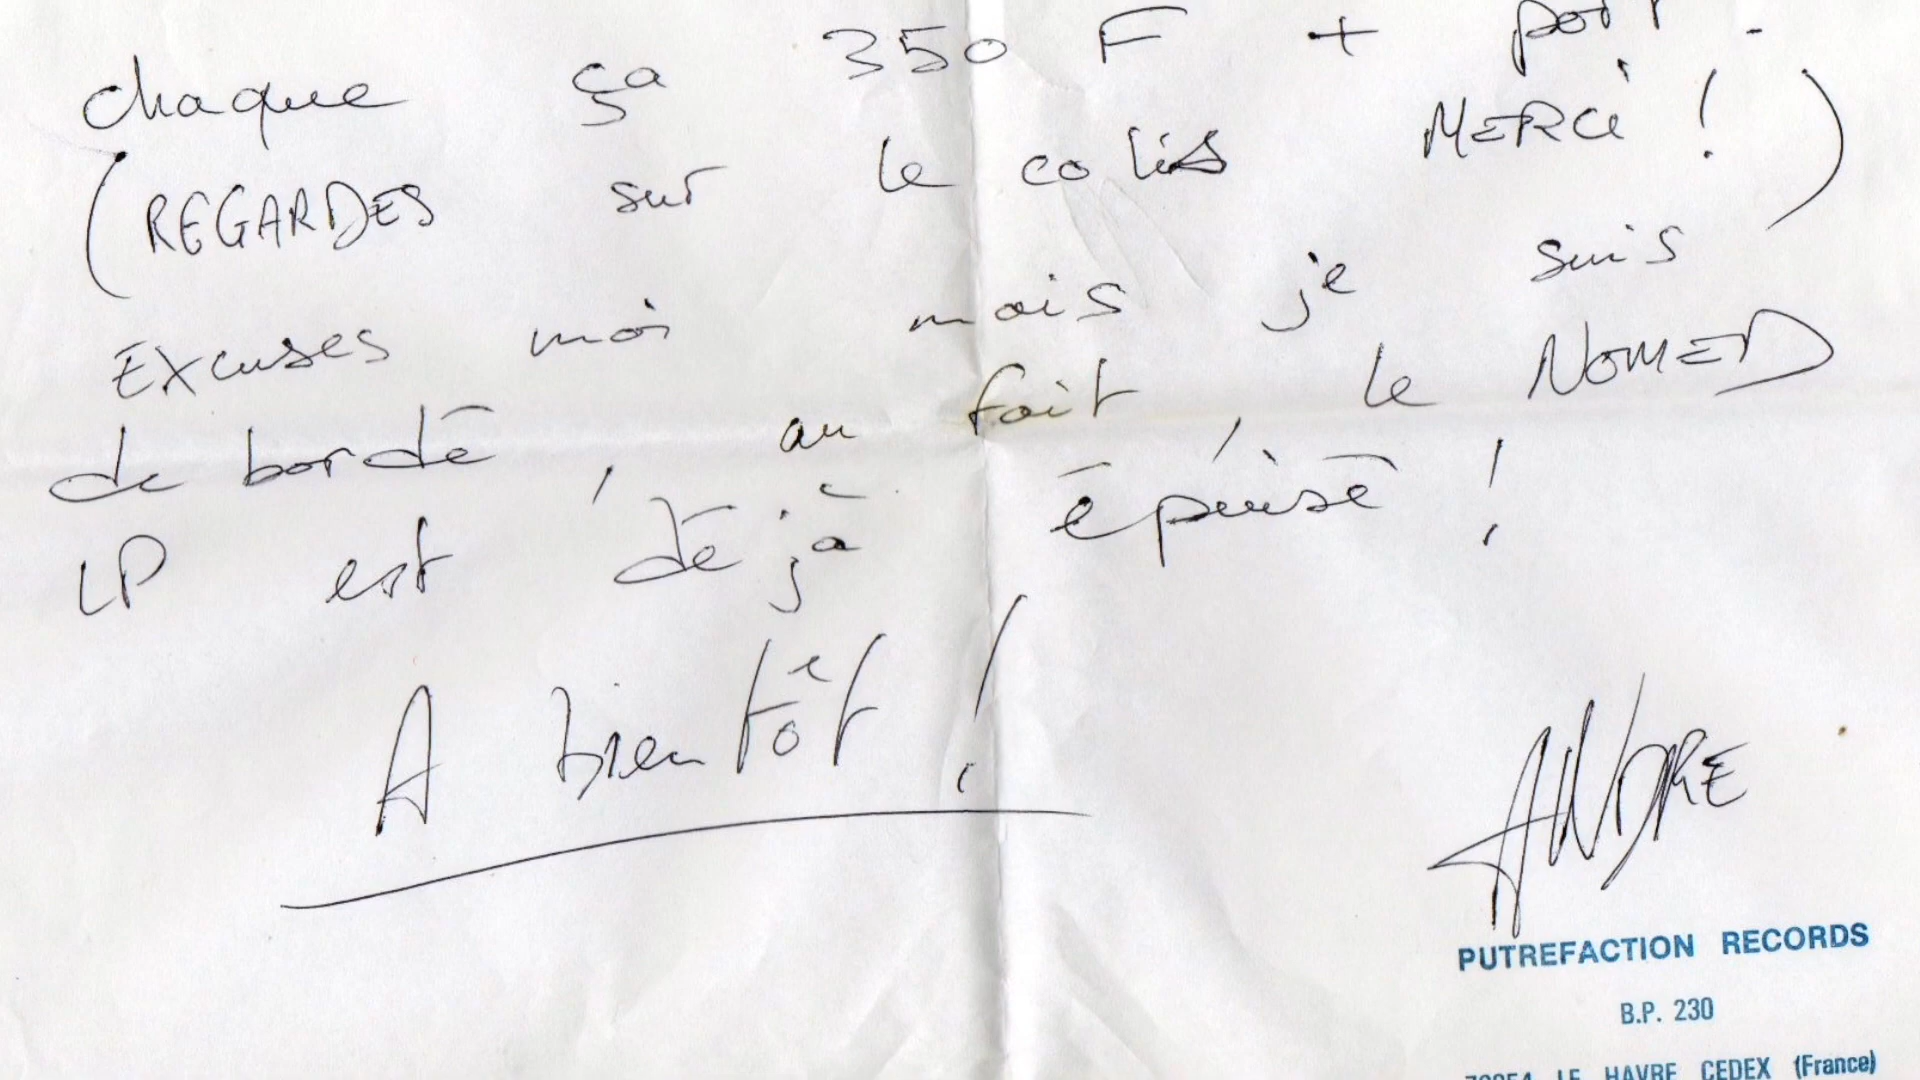 chaque ça 350 F + port.
(REGARDES sur le colis MERCI !)
EXcuses moi mais je suis
débordé, au fait, le NOMED
LP est déjà épuisé !
A bientôt !
ANDRE
PUTREFACTION RECORDS
B.P. 230
LE HAVRE CEDEX (France)